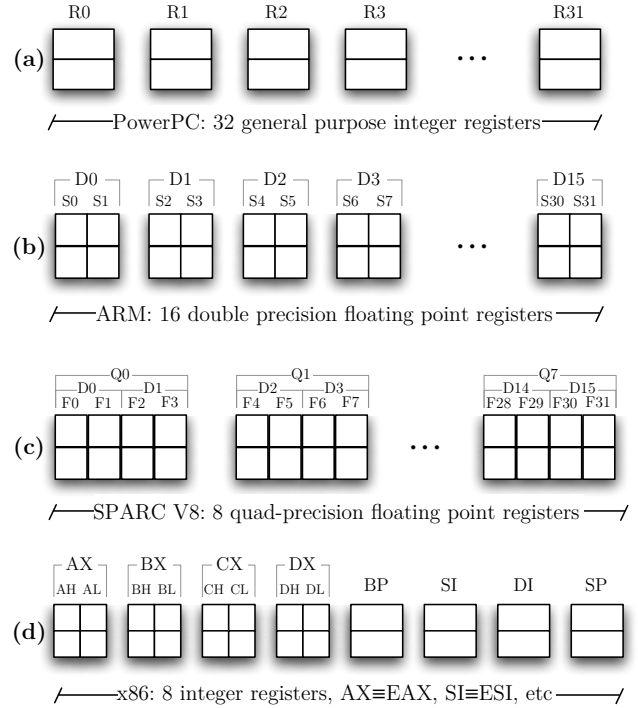 R0 R1 R2 R3 R31
(a) ...
PowerPC: 32 general purpose integer registers
D0 D1 D2 D3 D15
S0 S1 S2 S3 S4 S5 S6 S7 S30 S31
(b) ...
ARM: 16 double precision floating point registers
Q0 Q1 Q7
D0 D1 D2 D3 D14 D15
F0 F1 F2 F3 F4 F5 F6 F7 F28 F29 F30 F31
(c) ...
SPARC V8: 8 quad-precision floating point registers
AX BX CX DX BP SI DI SP
AH AL BH BL CH CL DH DL
(d)
x86: 8 integer registers, AX≡EAX, SI≡ESI, etc